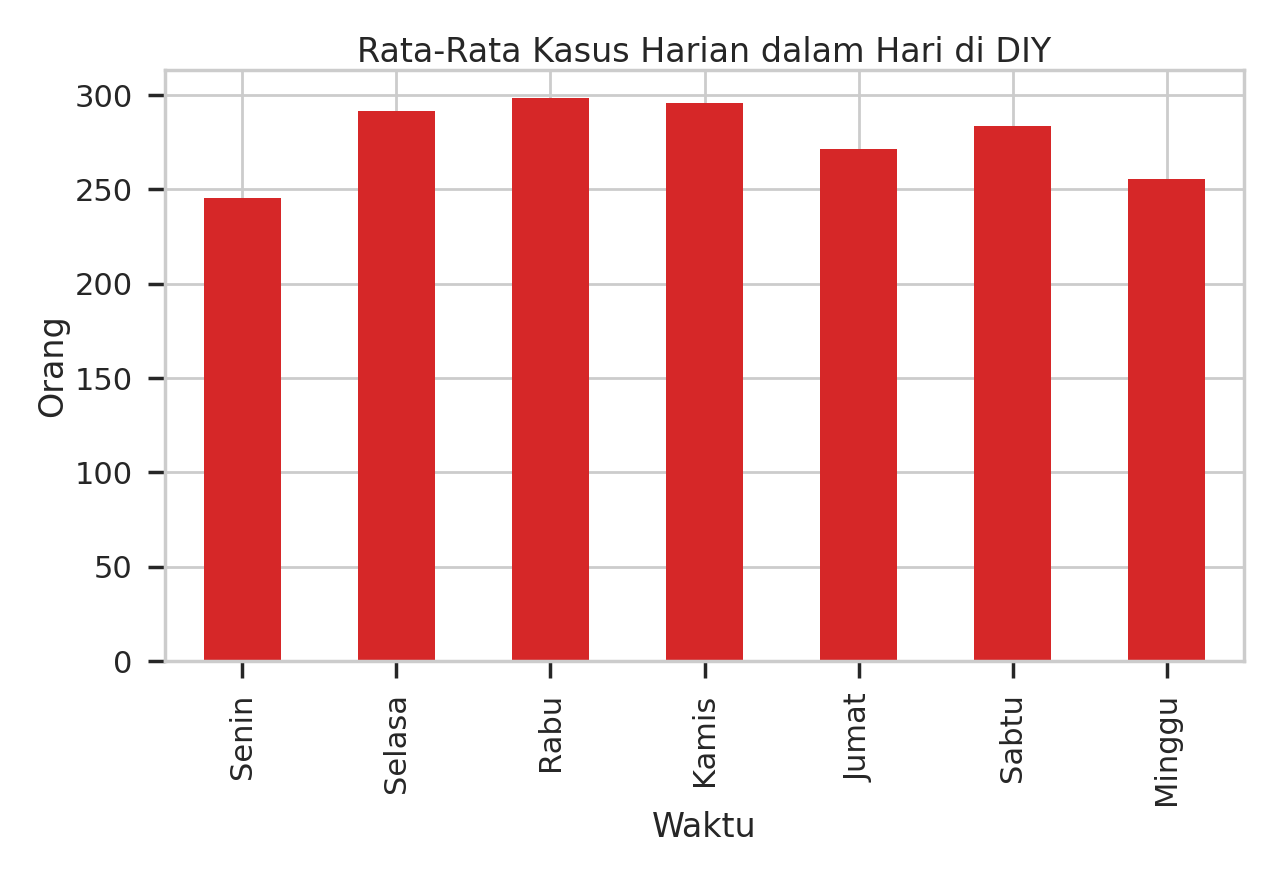 Rata-Rata Kasus Harian dalam Hari di DIY
300
250
200
150
100
50
0
Orang
Senin
Selasa
Rabu
Kamis
Jumat
Sabtu
Minggu
Waktu